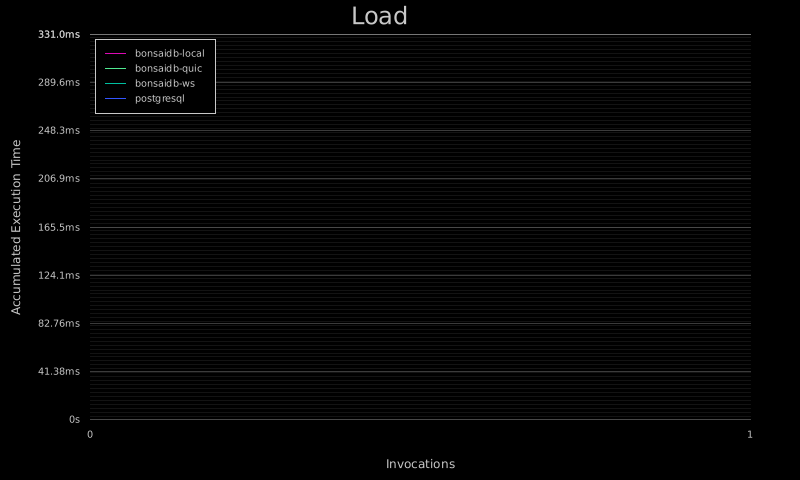 Load
331.0ms
289.6ms
248.3ms
206.9ms
165.5ms
124.1ms
82.76ms
41.38ms
0s
bonsaidb-local
bonsaidb-quic
bonsaidb-ws
postgresql
Accumulated Execution Time
0
1
Invocations